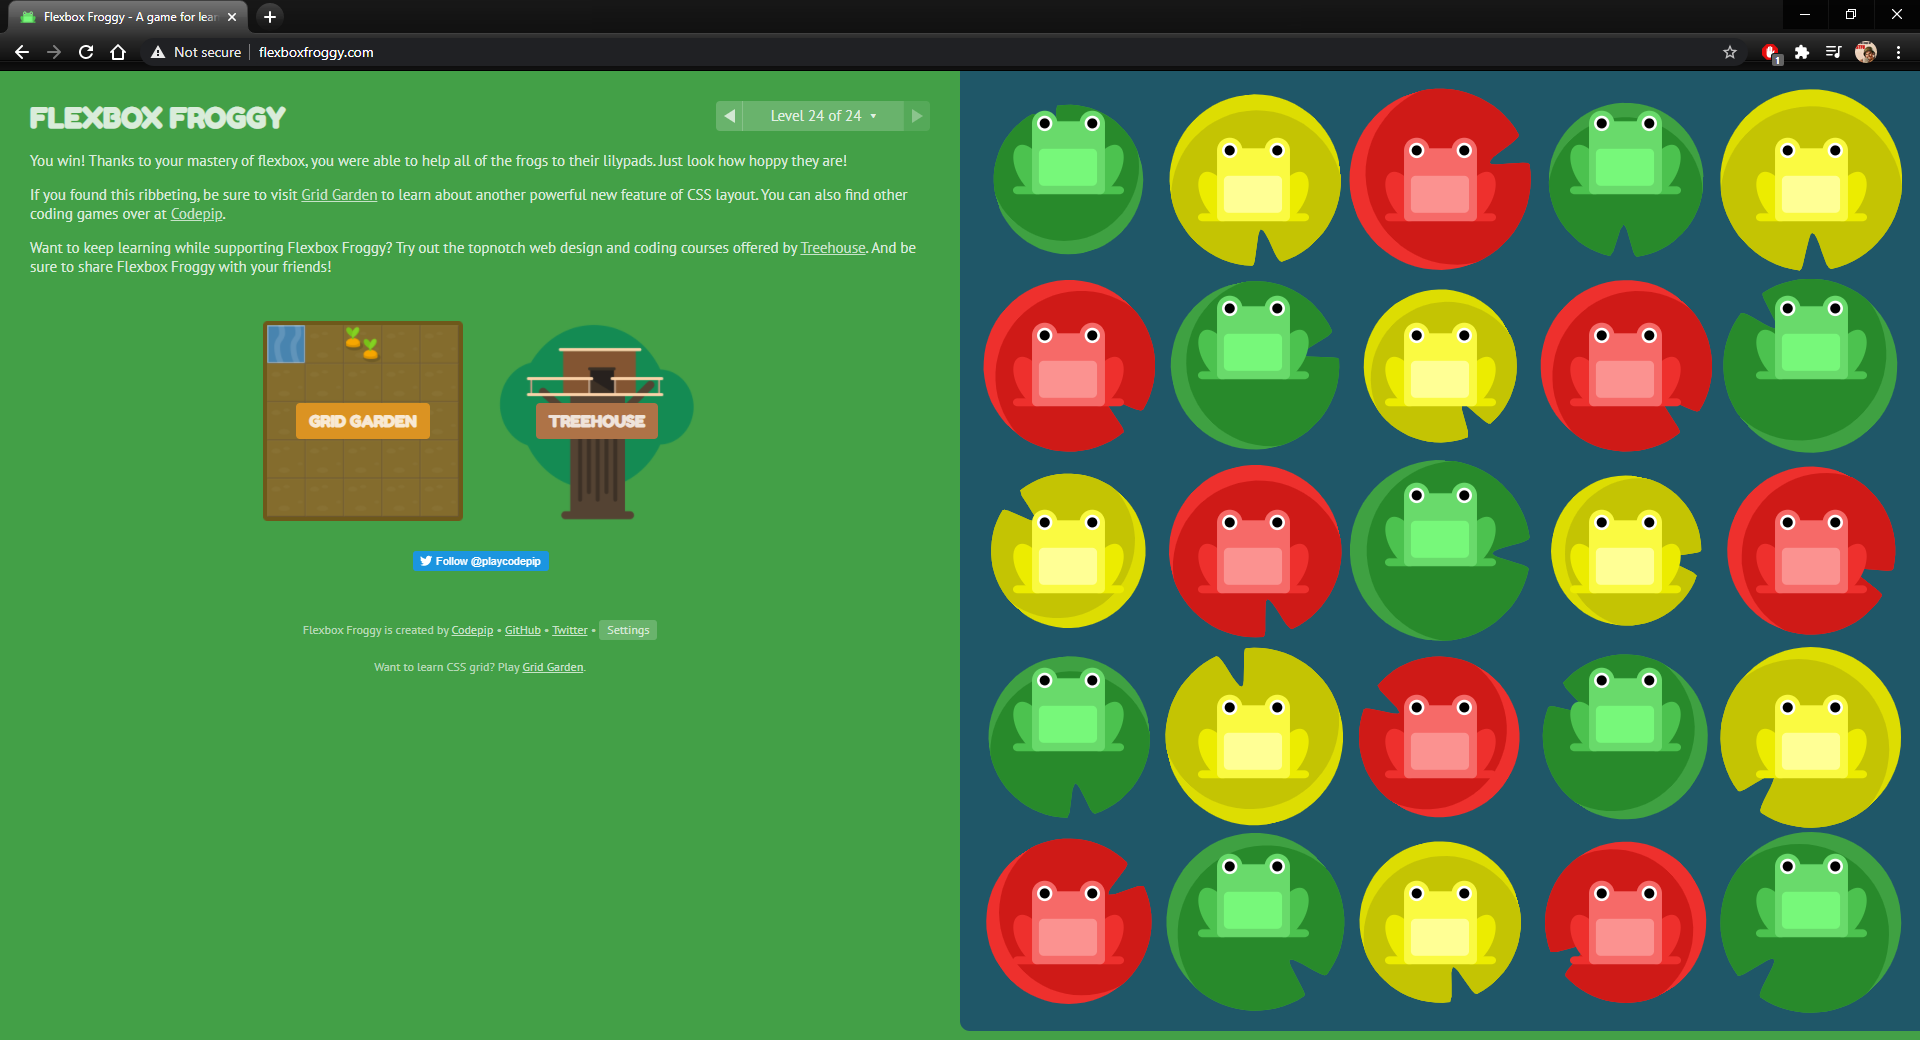 Flexbox Froggy - A game for lear
Not secure
flexboxfroggy.com
1
FLEXBOX FROGGY
Level 24 of 24
You win! Thanks to your mastery of flexbox, you were able to help all of the frogs to their lilypads. Just look how hoppy they are!
If you found this ribbeting, be sure to visit Grid Garden to learn about another powerful new feature of CSS layout. You can also find other
coding games over at Codepip.
Want to keep learning while supporting Flexbox Froggy? Try out the topnotch web design and coding courses offered by Treehouse. And be
sure to share Flexbox Froggy with your friends!
GRID GARDEN
TREEHOUSE
Follow @playcodepip
Flexbox Froggy is created by Codepip • GitHub • Twitter • Settings
Want to learn CSS grid? Play Grid Garden.